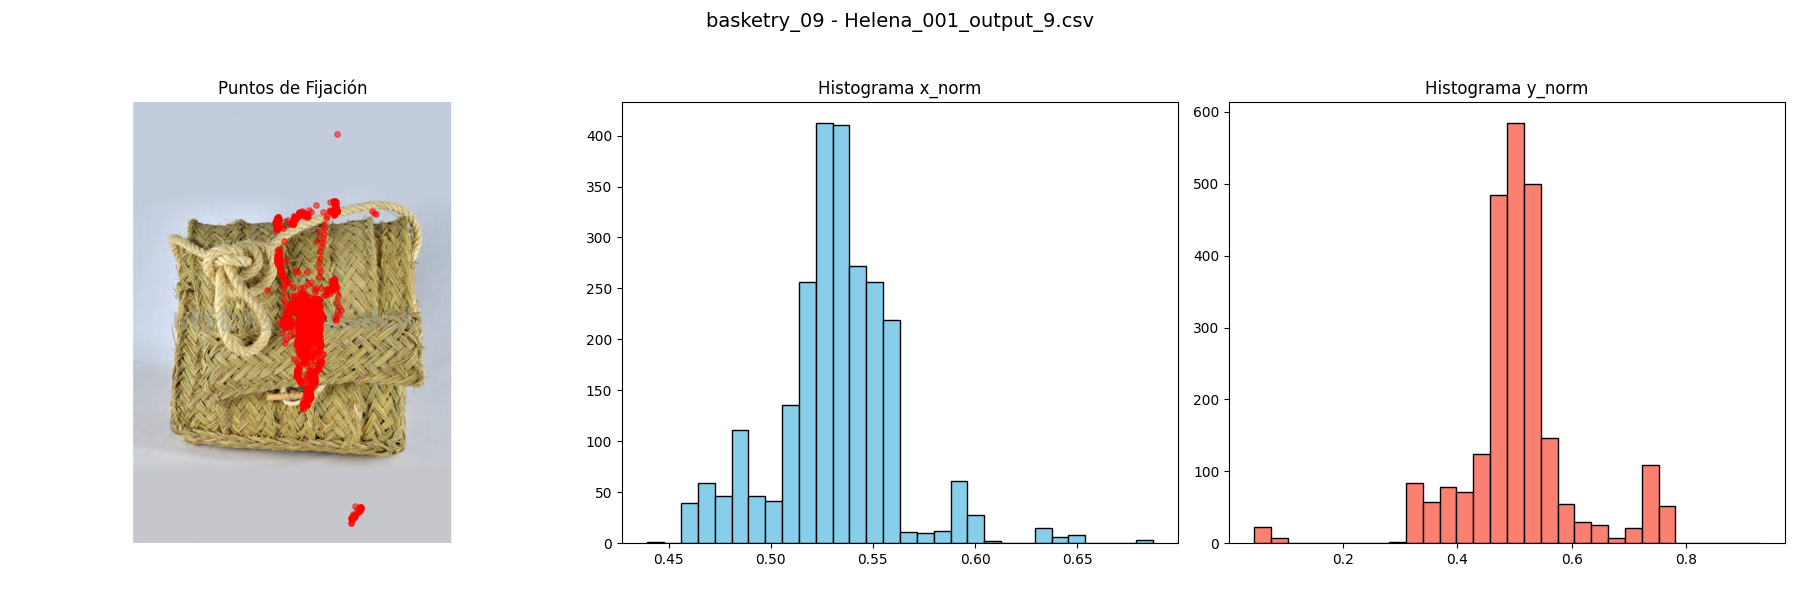 basketry_09 - Helena_001_output_9.csv
Puntos de Fijación
Histograma x_norm
400
350
300
250
200
150
100
50
0
0.45 0.50 0.55 0.60 0.65
Histograma y_norm
600
500
400
300
200
100
0
0.2 0.4 0.6 0.8